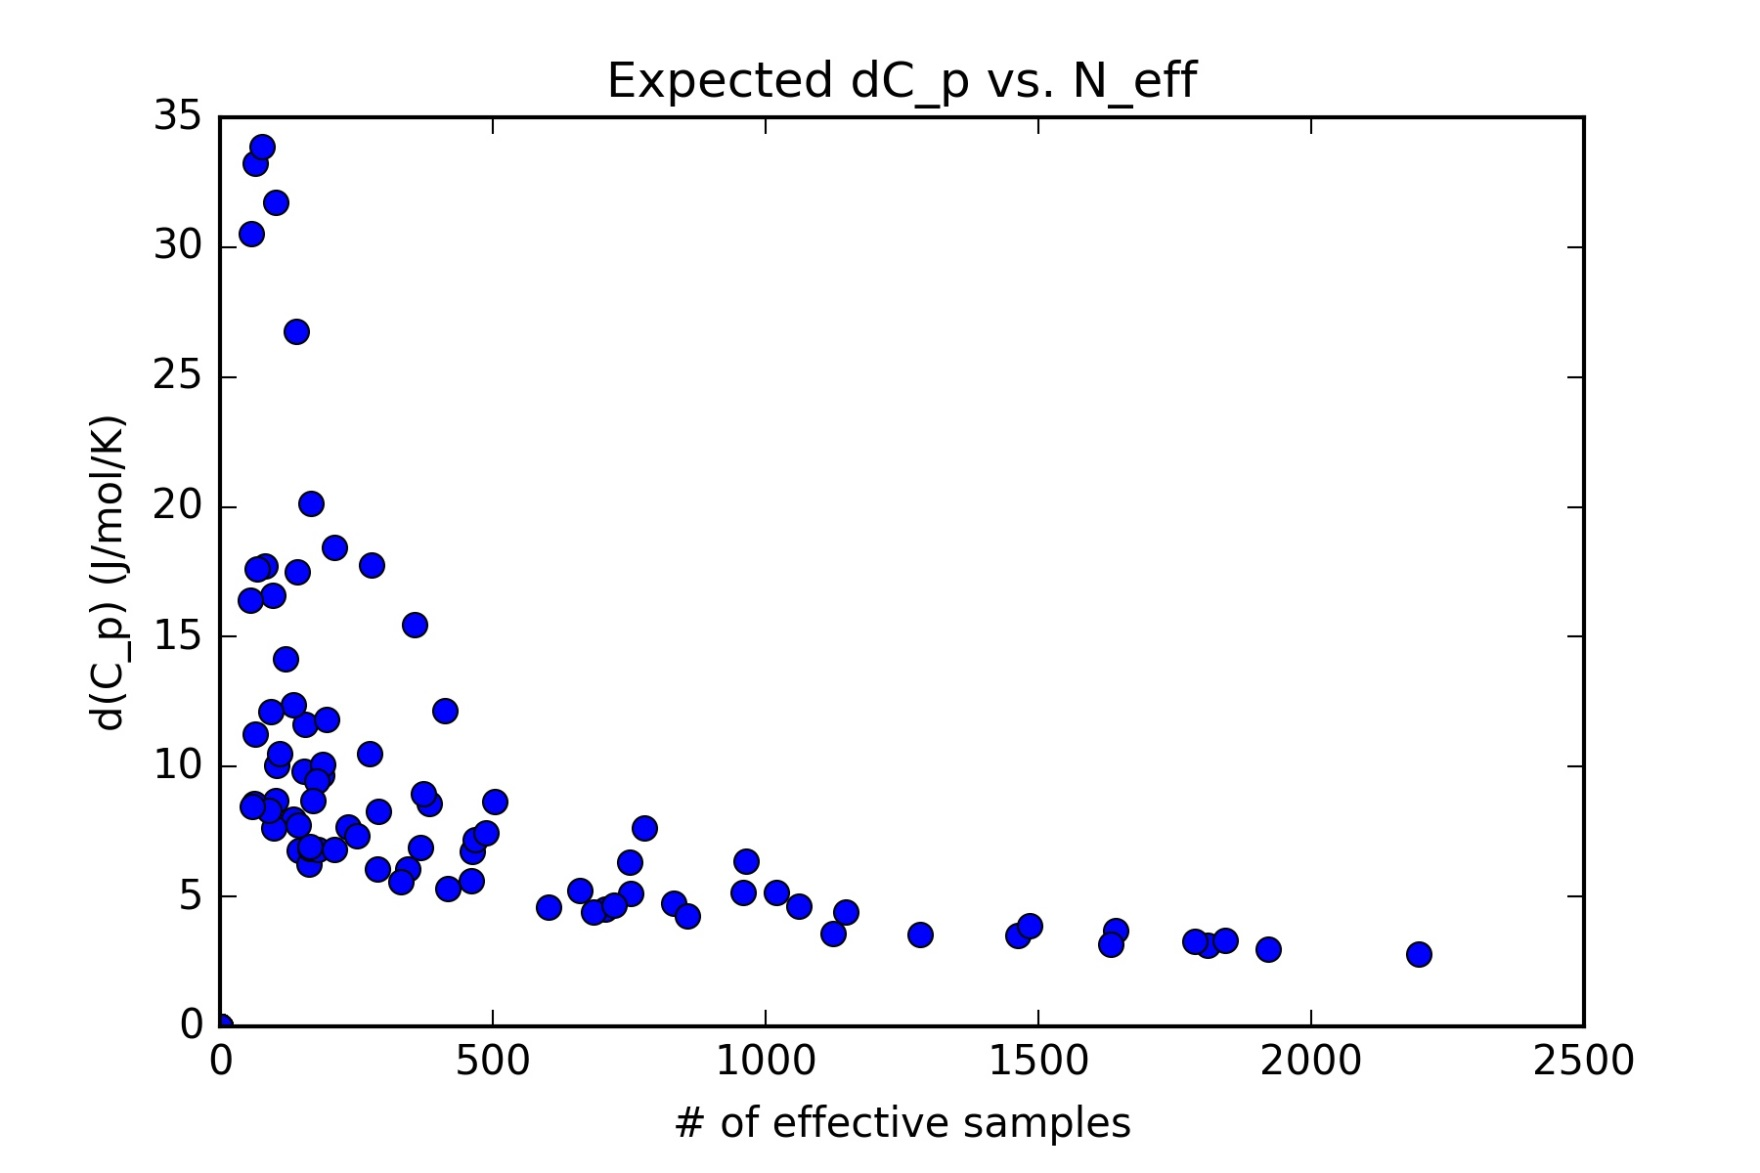 Expected dC_p vs. N_eff
35
30
25
20
15
10
5
0
d(C_p) (J/mol/K)
0 500 1000 1500 2000 2500
# of effective samples